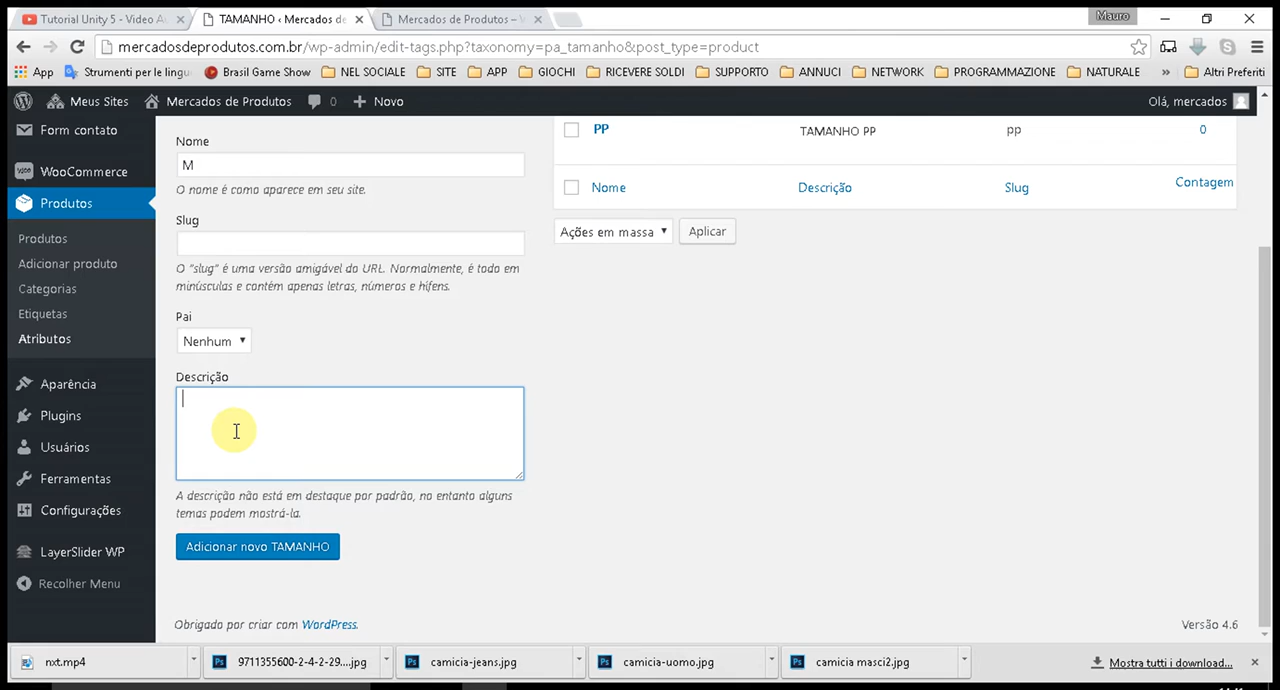 Tutorial Unity 5 - Video A
TAMANHO ‹ Mercados de
Mercados de Produtos –
Mauro
mercadosdeprodutos.com.br/wp-admin/edit-tags.php?taxonomy=pa_tamanho&post_type=product
App
Strumenti per le lingu
Brasil Game Show
NEL SOCIALE
SITE
APP
GIOCHI
RICEVERE SOLDI
SUPPORTO
ANNUCI
NETWORK
PROGRAMMAZIONE
NATURALE
»
Altri Preferiti
Meus Sites
Mercados de Produtos
0
Novo
Olá, mercados
Form contato
WooCommerce
Produtos
Produtos
Adicionar produto
Categorias
Etiquetas
Atributos
Aparência
Plugins
Usuários
Ferramentas
Configurações
LayerSlider WP
Recolher Menu
Nome
M
O nome é como aparece em seu site.
Slug
O "slug" é uma versão amigável do URL. Normalmente, é todo em
minúsculas e contém apenas letras, números e hífens.
Pai
Nenhum
Descrição
A descrição não está em destaque por padrão, no entanto alguns
temas podem mostrá-la.
Adicionar novo TAMANHO
PP
TAMANHO PP
pp
0
Nome
Descrição
Slug
Contagem
Ações em massa
Aplicar
Obrigado por criar com WordPress.
Versão 4.6
nxt.mp4
9711355600-2-4-2-29....jpg
camicia-jeans.jpg
camicia-uomo.jpg
camicia masci2.jpg
Mostra tutti i download...